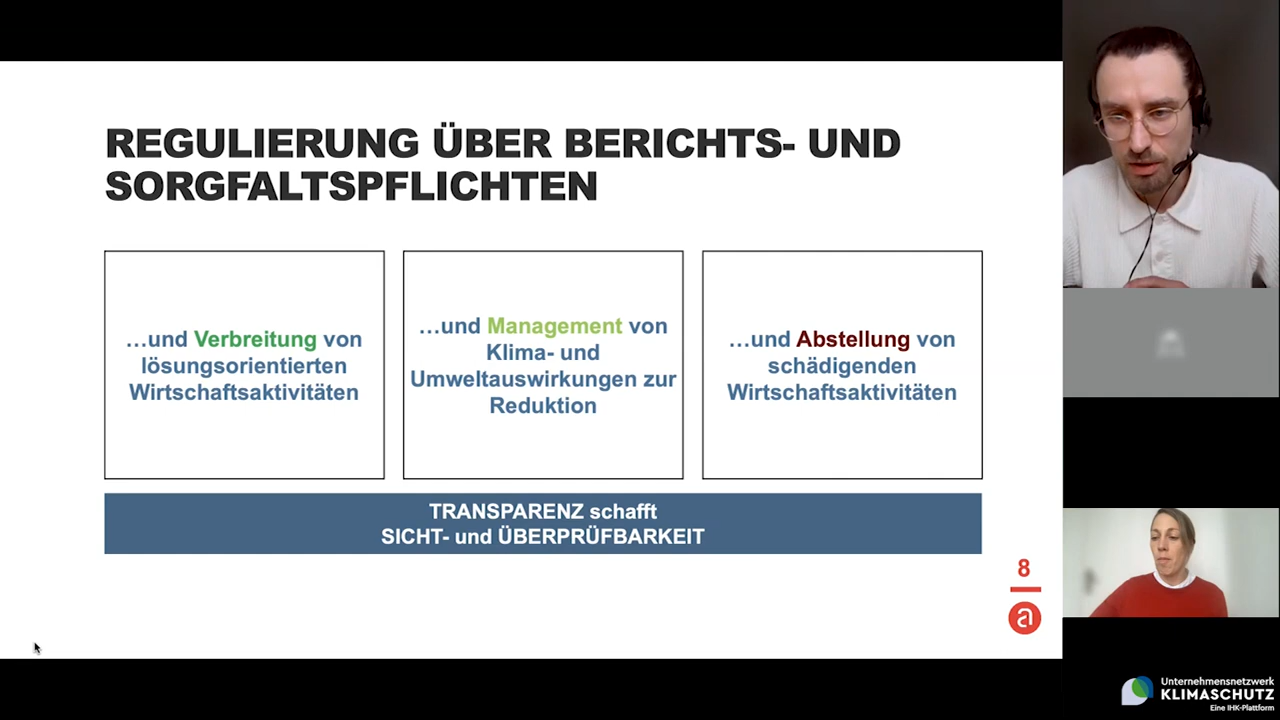 REGULIERUNG ÜBER BERICHTS- UND
SORGFALTSPFLICHTEN
...und Verbreitung von
lösungsorientierten
Wirtschaftsaktivitäten
...und Management von
Klima- und
Umweltauswirkungen zur
Reduktion
...und Abstellung von
schädigenden
Wirtschaftsaktivitäten
TRANSPARENZ schafft
SICHT- und ÜBERPRÜFBARKEIT
8
a
Unternehmensnetzwerk
KLIMASCHUTZ
Eine IHK-Plattform